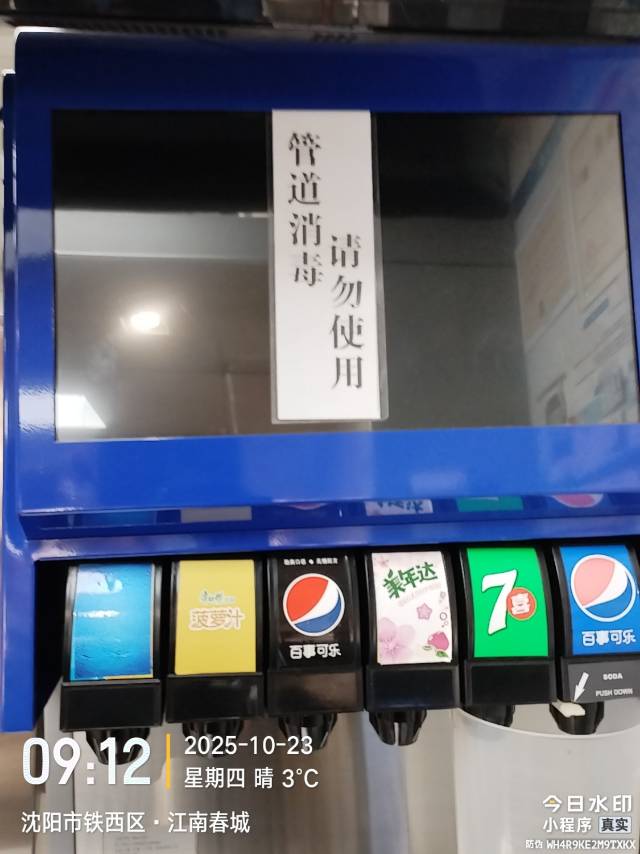 管道消毒
请勿使用
菠萝汁
百事可乐
美年达
7喜
百事可乐
SODA
PUSH DOWN
09:12
2025-10-23
星期四 晴 3°C
沈阳市铁西区·江南春城
今日水印
小程序 真实
防伪 WH4R9KE2M9TXKX